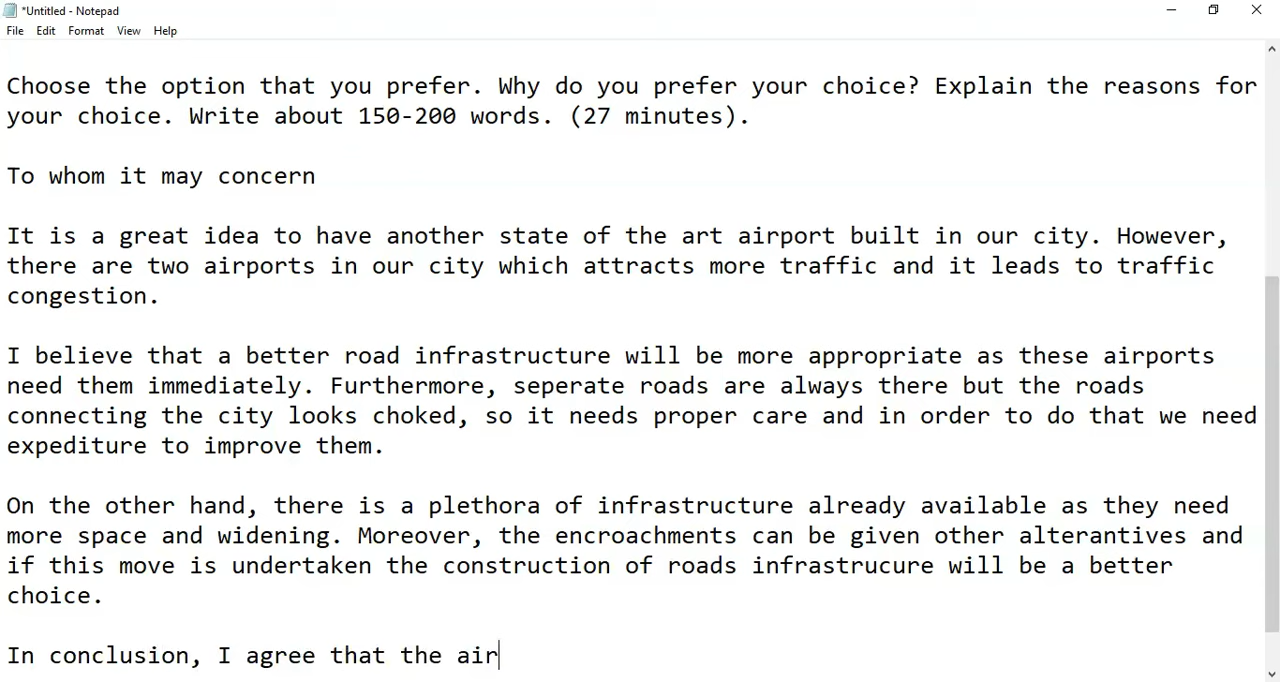 *Untitled - Notepad
File Edit Format View Help
Choose the option that you prefer. Why do you prefer your choice? Explain the reasons for
your choice. Write about 150-200 words. (27 minutes).
To whom it may concern
It is a great idea to have another state of the art airport built in our city. However,
there are two airports in our city which attracts more traffic and it leads to traffic
congestion.
I believe that a better road infrastructure will be more appropriate as these airports
need them immediately. Furthermore, seperate roads are always there but the roads
connecting the city looks choked, so it needs proper care and in order to do that we need
expediture to improve them.
On the other hand, there is a plethora of infrastructure already available as they need
more space and widening. Moreover, the encroachments can be given other alterantives and
if this move is undertaken the construction of roads infrastrucure will be a better
choice.
In conclusion, I agree that the air